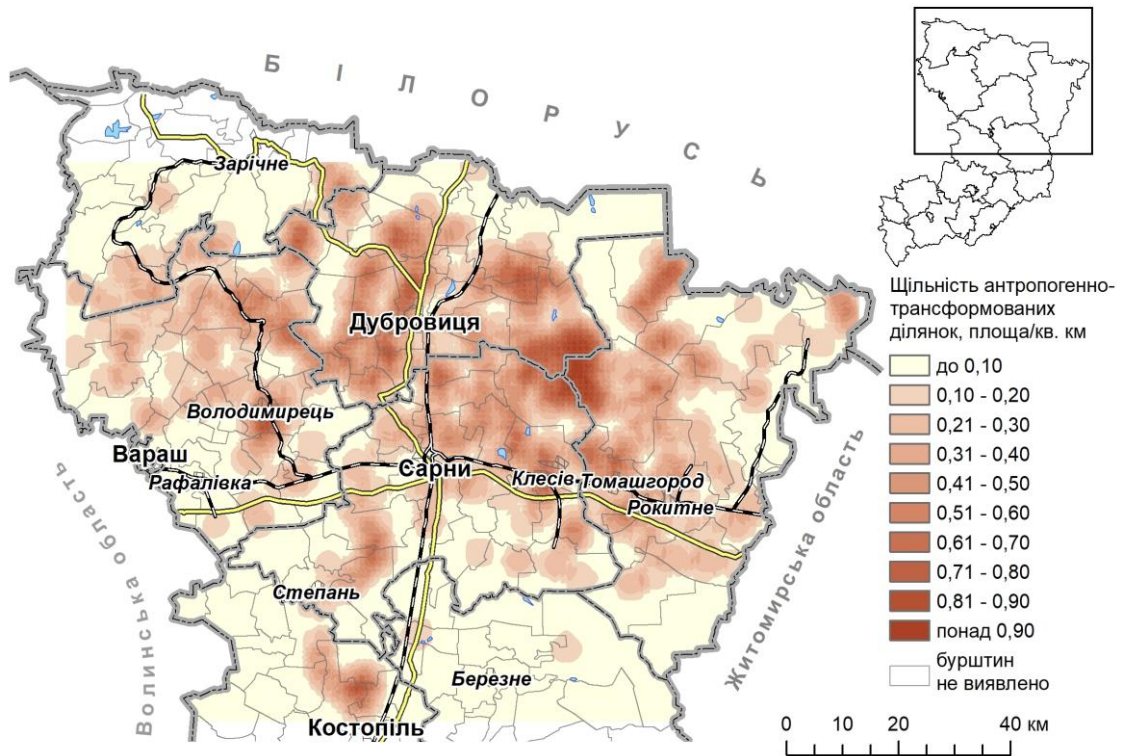 БІЛОРУСЬ
Зарічне
Дубровиця
Володимирець
Вараш
Рафалівка
Сарни
Клесів
Томашгород
Рокитне
Степань
Березне
Костопіль
Волинська область
Житомирська область
Щільність антропогенно-
трансформованих
ділянок, площа/кв. км
до 0,10
0,10 - 0,20
0,21 - 0,30
0,31 - 0,40
0,41 - 0,50
0,51 - 0,60
0,61 - 0,70
0,71 - 0,80
0,81 - 0,90
понад 0,90
бурштин
не виявлено
0 10 20 40 км